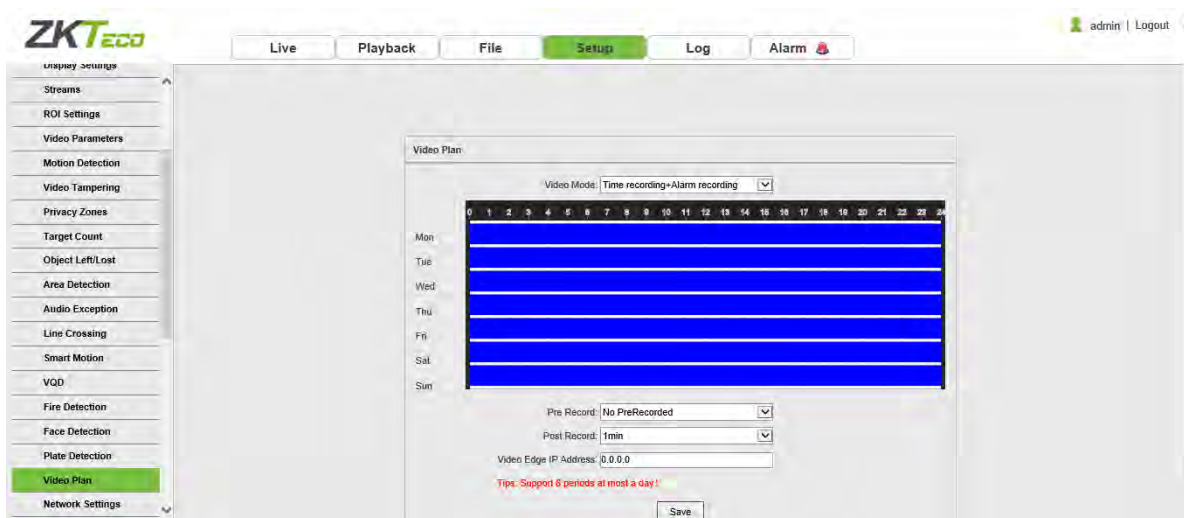 ZKTECO
admin | Logout
Live Playback File Setup Log Alarm
Display Settings
Streams
ROI Settings
Video Parameters
Motion Detection
Video Tampering
Privacy Zones
Target Count
Object Left/Lost
Area Detection
Audio Exception
Line Crossing
Smart Motion
VQD
Fire Detection
Face Detection
Plate Detection
Video Plan
Network Settings
Video Plan
Video Mode: Time recording+Alarm recording
0 1 2 3 4 5 6 7 8 9 10 11 12 13 14 15 16 17 18 19 20 21 22 23 24
Mon
Tue
Wed
Thu
Fri
Sat
Sun
Pre Record: No PreRecorded
Post Record: 1min
Video Edge IP Address: 0.0.0.0
Tips: Support 8 periods at most a day!
Save